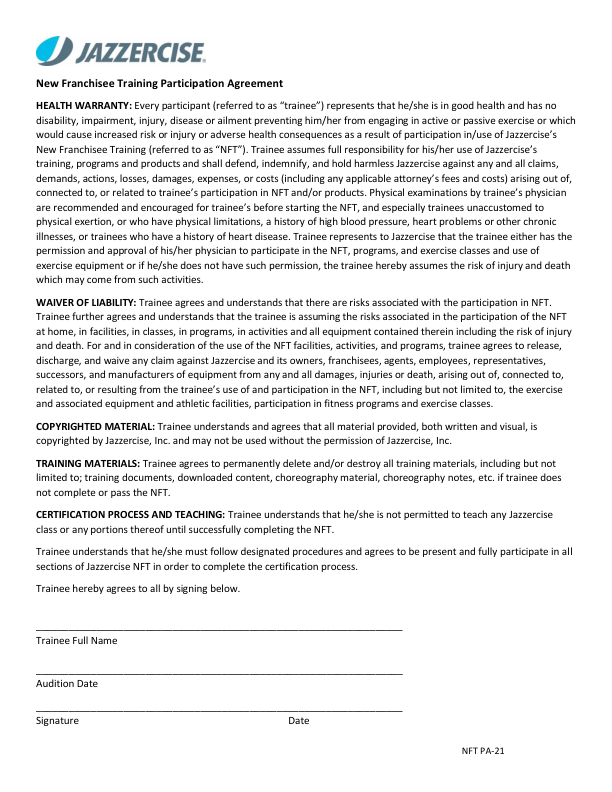 JAZZERCISE®
New Franchisee Training Participation Agreement
HEALTH WARRANTY: Every participant (referred to as “trainee”) represents that he/she is in good health and has no
disability, impairment, injury, disease or ailment preventing him/her from engaging in active or passive exercise or which
would cause increased risk or injury or adverse health consequences as a result of participation in/use of Jazzercise’s
New Franchisee Training (referred to as “NFT”). Trainee assumes full responsibility for his/her use of Jazzercise’s
training, programs and products and shall defend, indemnify, and hold harmless Jazzercise against any and all claims,
demands, actions, losses, damages, expenses, or costs (including any applicable attorney’s fees and costs) arising out of,
connected to, or related to trainee’s participation in NFT and/or products. Physical examinations by trainee’s physician
are recommended and encouraged for trainee’s before starting the NFT, and especially trainees unaccustomed to
physical exertion, or who have physical limitations, a history of high blood pressure, heart problems or other chronic
illnesses, or trainees who have a history of heart disease. Trainee represents to Jazzercise that the trainee either has the
permission and approval of his/her physician to participate in the NFT, programs, and exercise classes and use of
exercise equipment or if he/she does not have such permission, the trainee hereby assumes the risk of injury and death
which may come from such activities.
WAIVER OF LIABILITY: Trainee agrees and understands that there are risks associated with the participation in NFT.
Trainee further agrees and understands that the trainee is assuming the risks associated in the participation of the NFT
at home, in facilities, in classes, in programs, in activities and all equipment contained therein including the risk of injury
and death. For and in consideration of the use of the NFT facilities, activities, and programs, trainee agrees to release,
discharge, and waive any claim against Jazzercise and its owners, franchisees, agents, employees, representatives,
successors, and manufacturers of equipment from any and all damages, injuries or death, arising out of, connected to,
related to, or resulting from the trainee’s use of and participation in the NFT, including but not limited to, the exercise
and associated equipment and athletic facilities, participation in fitness programs and exercise classes.
COPYRIGHTED MATERIAL: Trainee understands and agrees that all material provided, both written and visual, is
copyrighted by Jazzercise, Inc. and may not be used without the permission of Jazzercise, Inc.
TRAINING MATERIALS: Trainee agrees to permanently delete and/or destroy all training materials, including but not
limited to; training documents, downloaded content, choreography material, choreography notes, etc. if trainee does
not complete or pass the NFT.
CERTIFICATION PROCESS AND TEACHING: Trainee understands that he/she is not permitted to teach any Jazzercise
class or any portions thereof until successfully completing the NFT.
Trainee understands that he/she must follow designated procedures and agrees to be present and fully participate in all
sections of Jazzercise NFT in order to complete the certification process.
Trainee hereby agrees to all by signing below.
Trainee Full Name
Audition Date
Signature Date
NFT PA-21